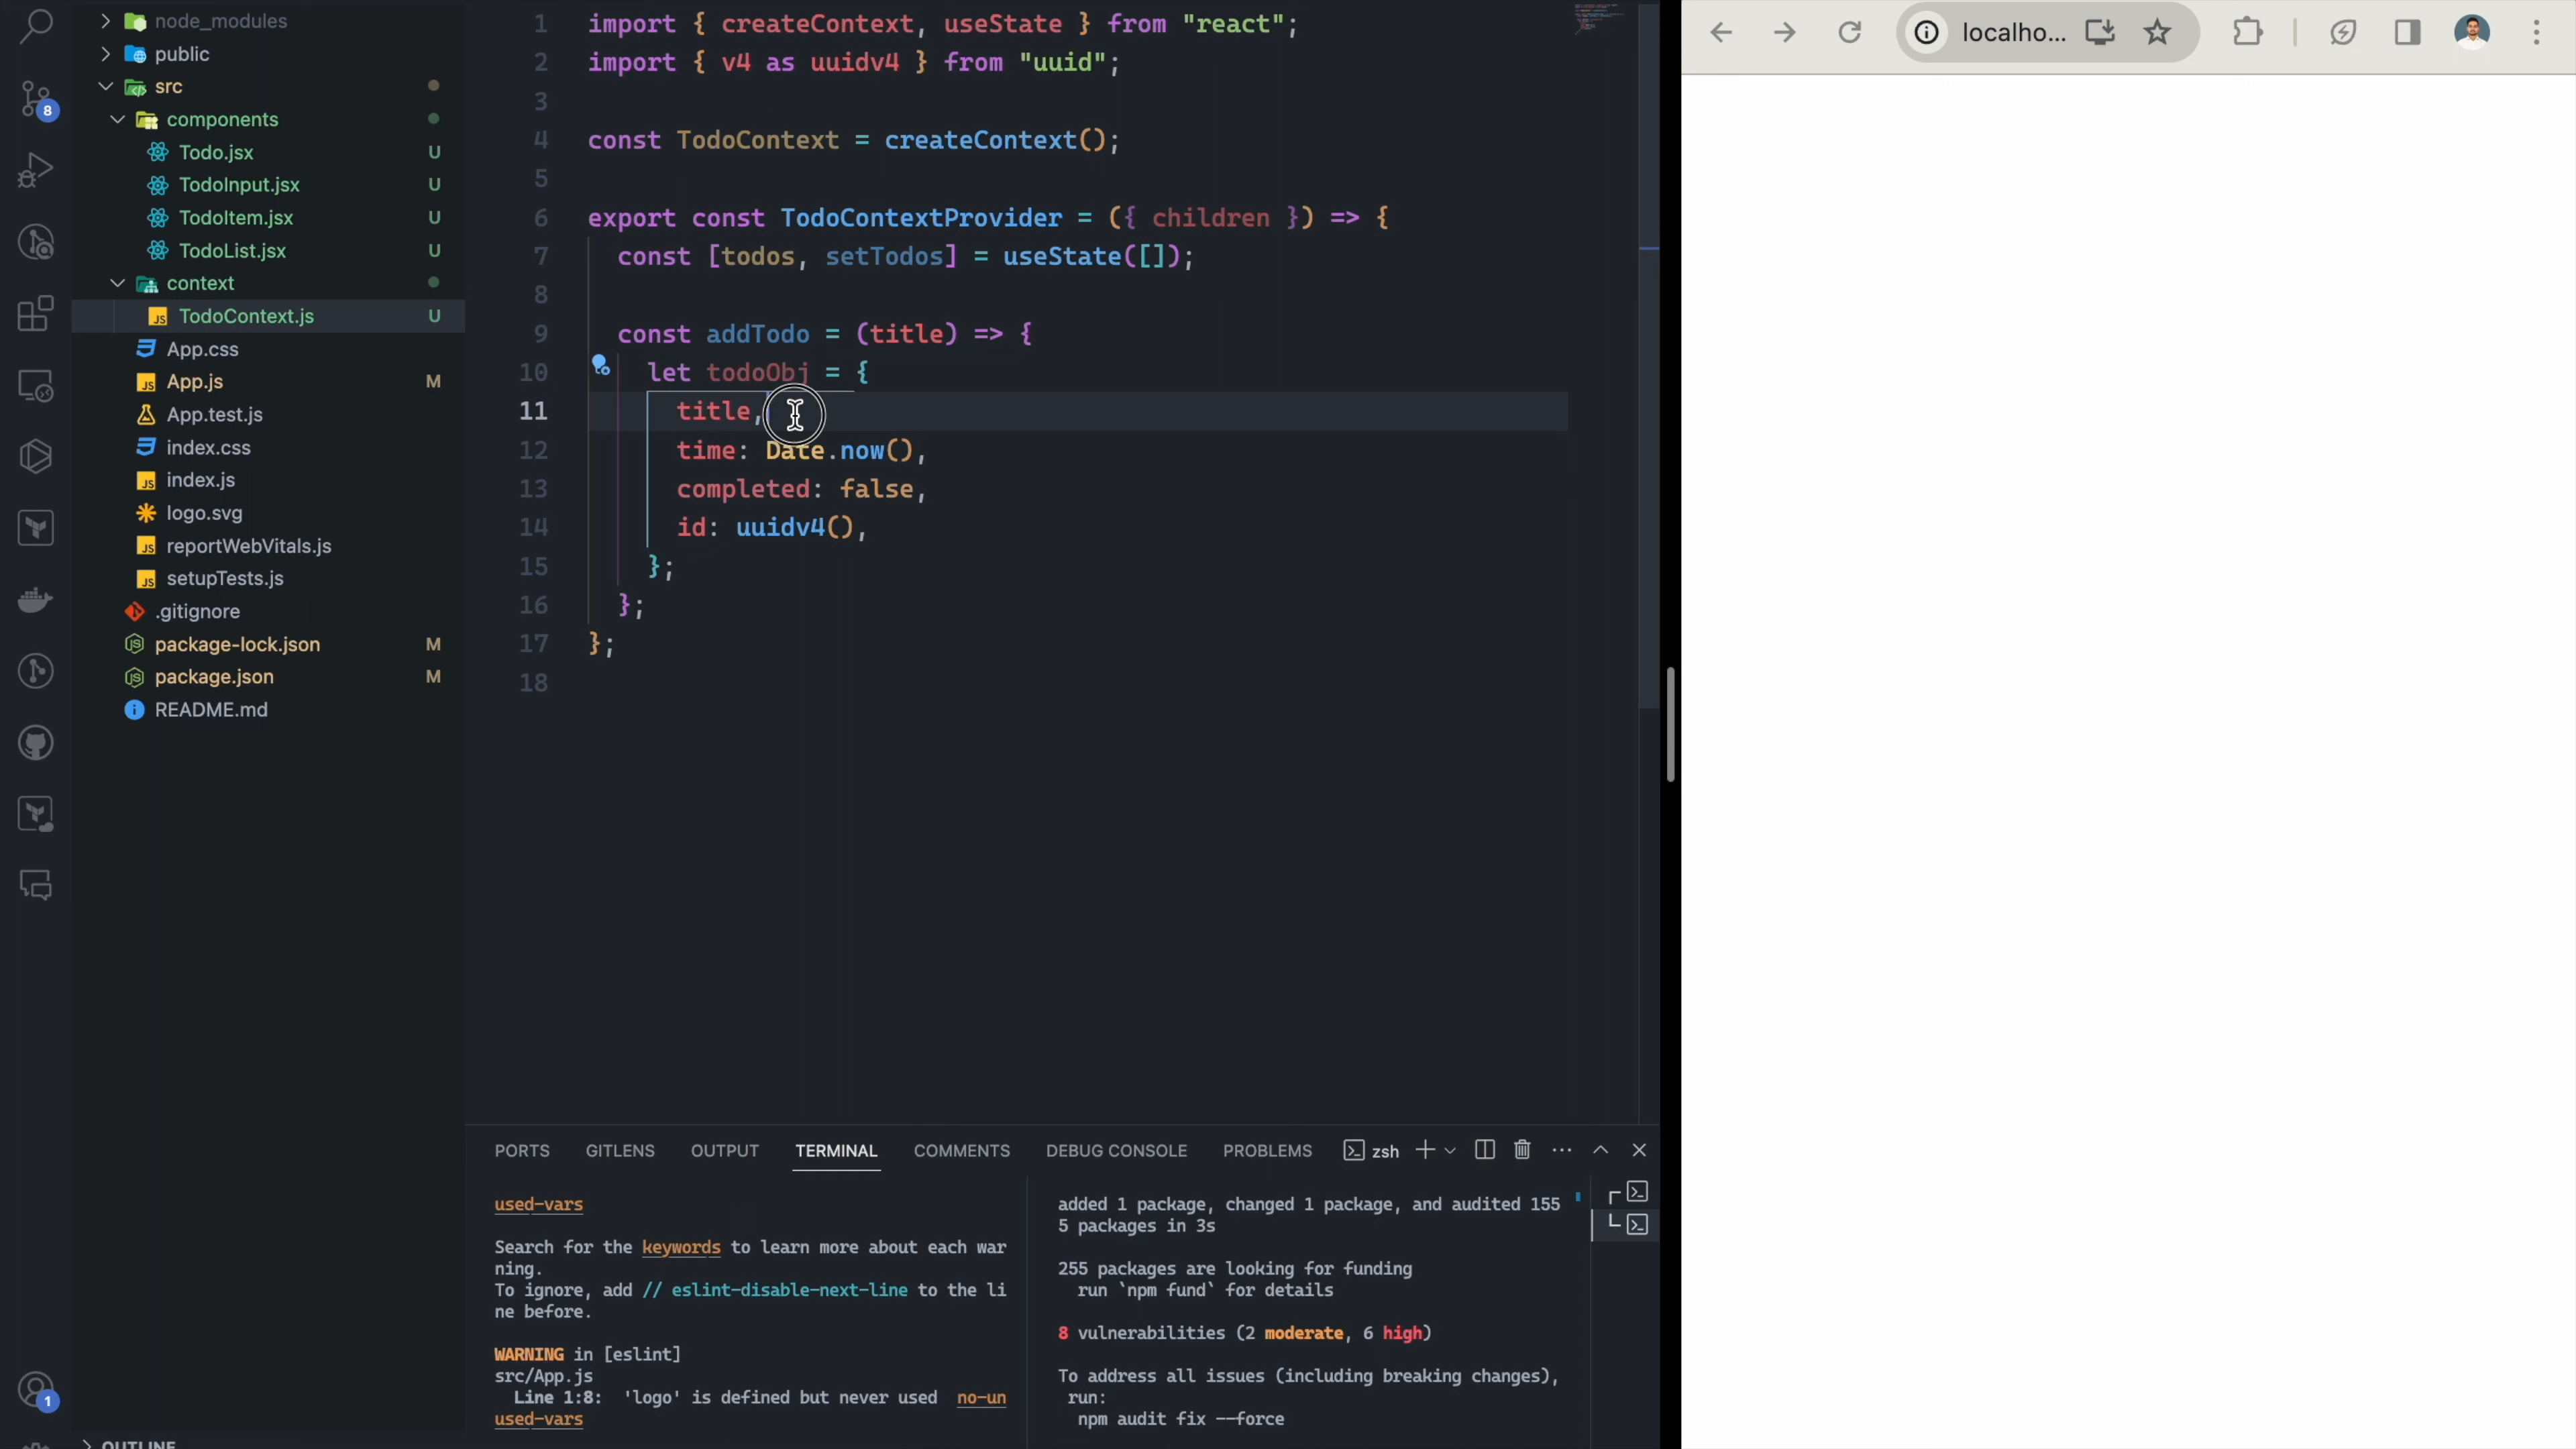 node_modules
public
src
components
Todo.jsx U
TodoInput.jsx U
TodoItem.jsx U
TodoList.jsx U
context
TodoContext.js U
App.css
App.js M
App.test.js
index.css
index.js
logo.svg
reportWebVitals.js
setupTests.js
.gitignore
package-lock.json M
package.json M
README.md
OUTLINE
8
1
1 import { createContext, useState } from "react";
2 import { v4 as uuidv4 } from "uuid";
3
4 const TodoContext = createContext();
5
6 export const TodoContextProvider = ({ children }) => {
7 const [todos, setTodos] = useState([]);
8
9 const addTodo = (title) => {
10 let todoObj = {
11 title,
12 time: Date.now(),
13 completed: false,
14 id: uuidv4(),
15 };
16 };
17 };
18
PORTS GITLENS OUTPUT TERMINAL COMMENTS DEBUG CONSOLE PROBLEMS zsh
used-vars
Search for the keywords to learn more about each war
ning.
To ignore, add // eslint-disable-next-line to the li
ne before.
WARNING in [eslint]
src/App.js
Line 1:8: 'logo' is defined but never used no-un
used-vars
added 1 package, changed 1 package, and audited 155
5 packages in 3s
255 packages are looking for funding
run `npm fund` for details
8 vulnerabilities (2 moderate, 6 high)
To address all issues (including breaking changes),
run:
npm audit fix --force
localho...